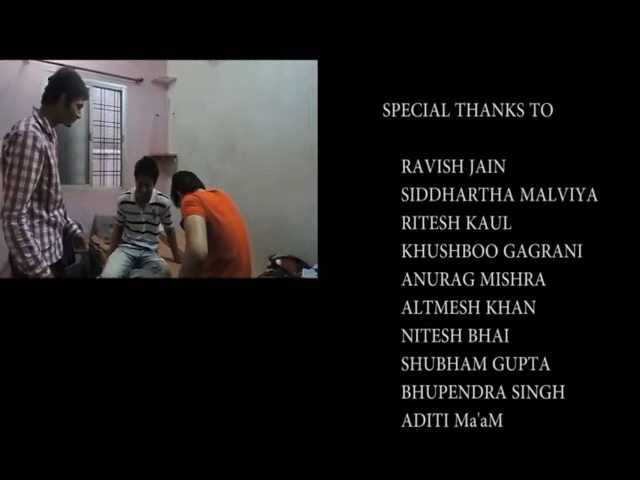 SPECIAL THANKS TO
RAVISH JAIN
SIDDHARTHA MALVIYA
RITESH KAUL
KHUSHBOO GAGRANI
ANURAG MISHRA
ALTMESH KHAN
NITESH BHAI
SHUBHAM GUPTA
BHUPENDRA SINGH
ADITI Ma'aM